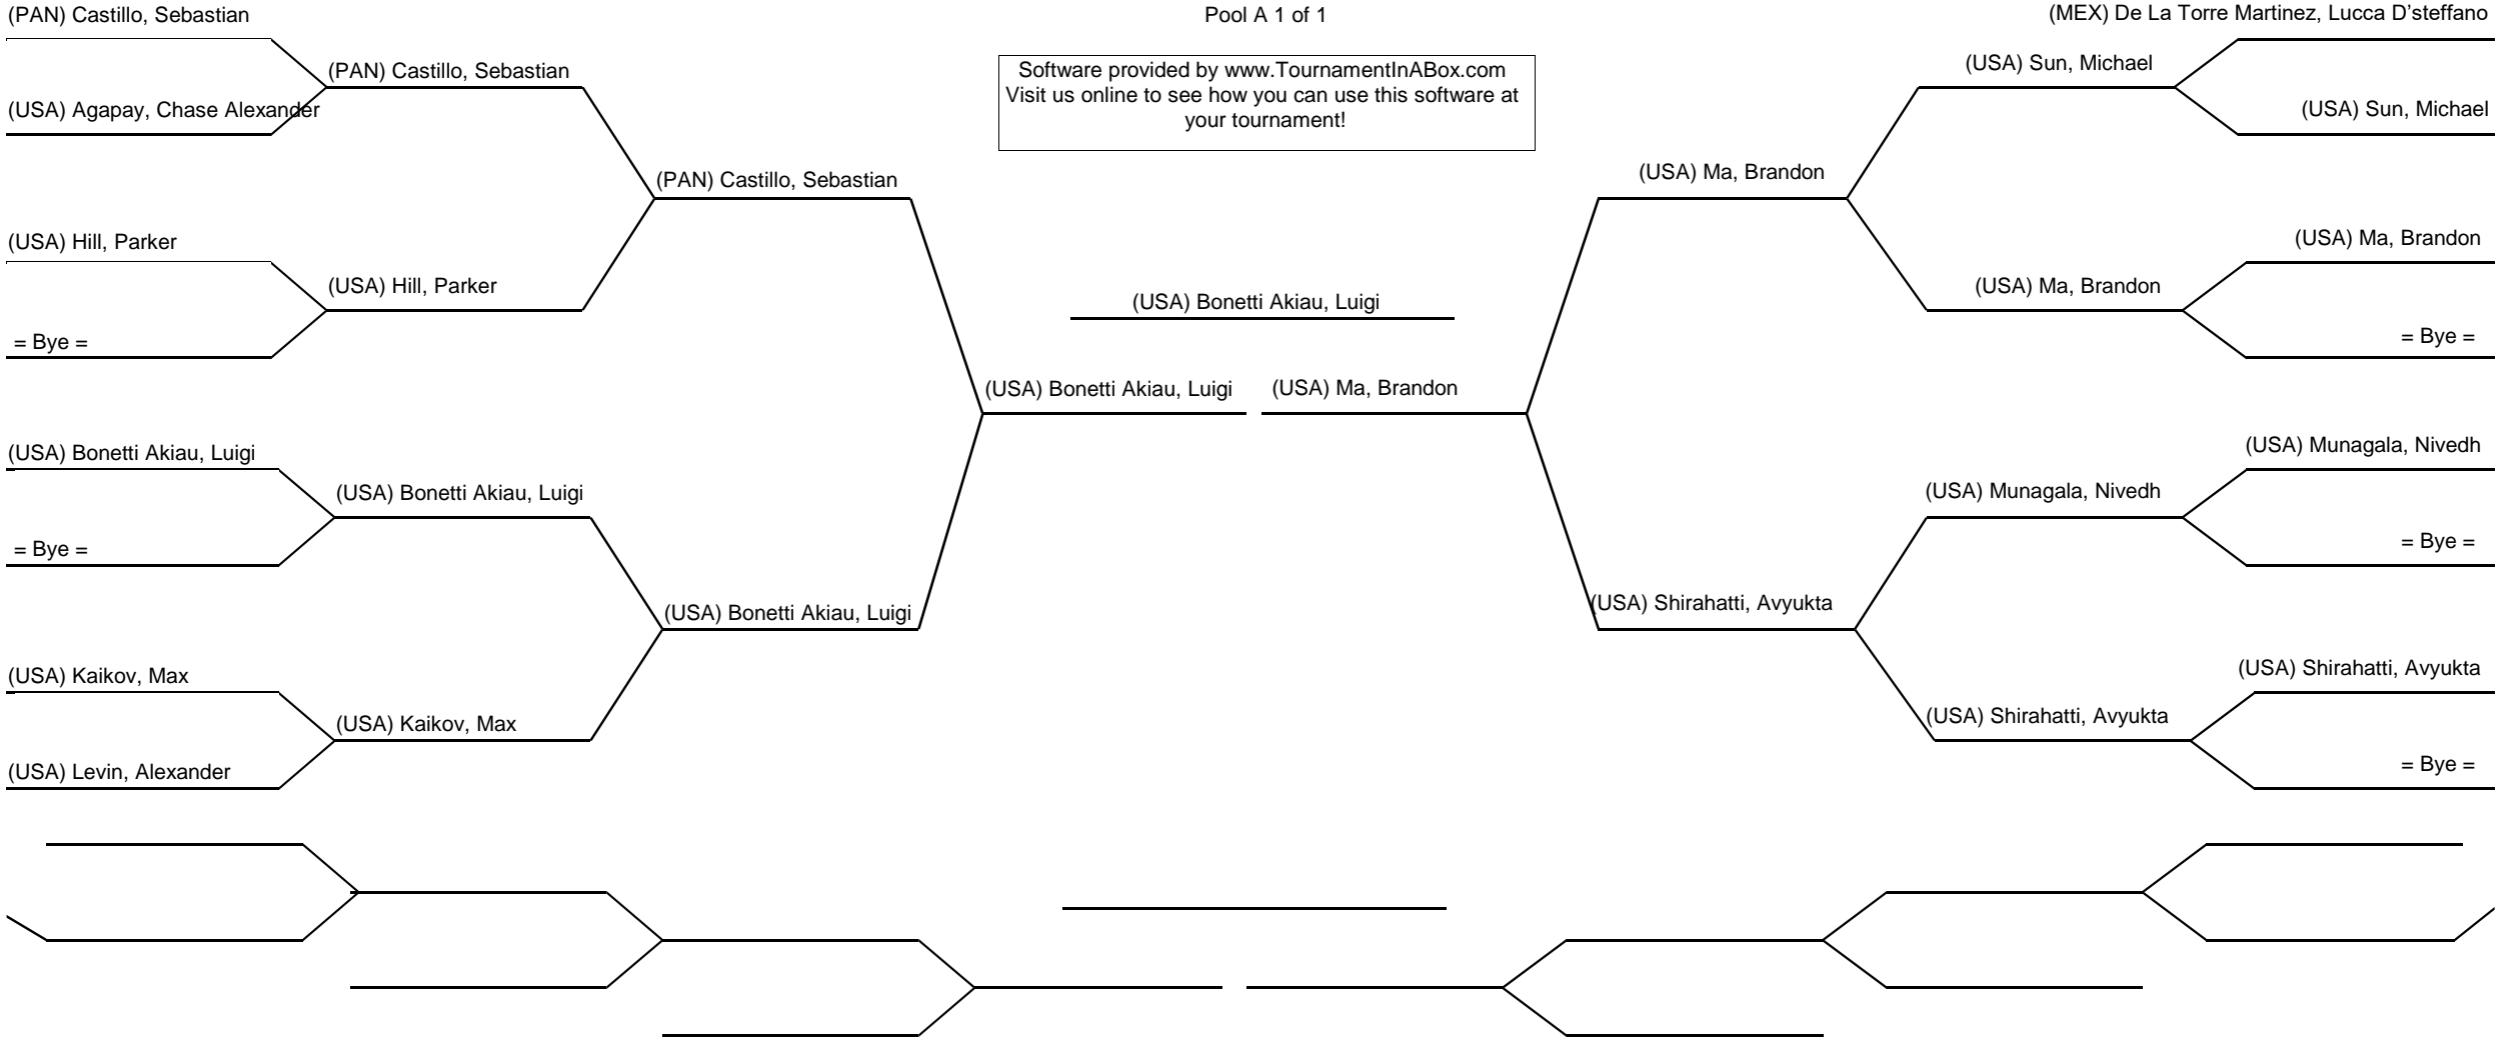 (PAN) Castillo, Sebastian
Pool A 1 of 1
(MEX) De La Torre Martinez, Lucca D’steffano
(PAN) Castillo, Sebastian
Software provided by www.TournamentInABox.com
Visit us online to see how you can use this software at
your tournament!
(USA) Sun, Michael
(USA) Agapay, Chase Alexander
(USA) Sun, Michael
(PAN) Castillo, Sebastian
(USA) Ma, Brandon
(USA) Hill, Parker
(USA) Ma, Brandon
(USA) Hill, Parker
(USA) Bonetti Akiau, Luigi
(USA) Ma, Brandon
= Bye =
= Bye =
(USA) Bonetti Akiau, Luigi
(USA) Ma, Brandon
(USA) Bonetti Akiau, Luigi
(USA) Munagala, Nivedh
(USA) Bonetti Akiau, Luigi
(USA) Munagala, Nivedh
= Bye =
= Bye =
(USA) Bonetti Akiau, Luigi
(USA) Shirahatti, Avyukta
(USA) Kaikov, Max
(USA) Shirahatti, Avyukta
(USA) Kaikov, Max
(USA) Shirahatti, Avyukta
(USA) Levin, Alexander
= Bye =